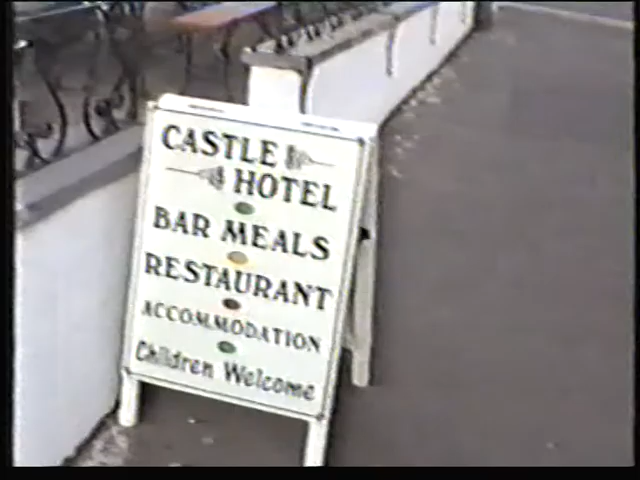 CASTLE
HOTEL
BAR MEALS
RESTAURANT
ACCOMMODATION
Children Welcome